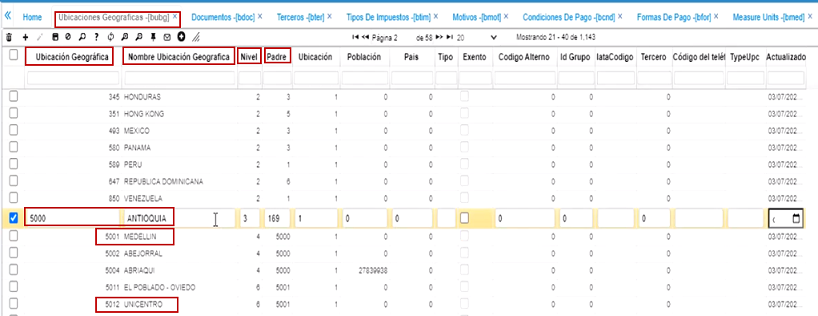 « Home Ubicaciones Geograficas -[bubg] × Documentos -[bdoc] × Terceros -[bter] × Tipos De Impuestos -[btim] × Motivos -[bmot] × Condiciones De Pago -[bcnd] × Formas De Pago -[bfor] × Measure Units -[bmed] ×
Página 2 de 58 20 Mostrando 21 - 40 de 1.143
Ubicación Geográfica Nombre Ubicación Geografica Nivel Padre Ubicación Población Pais Tipo Exento Codigo Alterno Id Grupo lataCodigo Tercero Código del teléf TypeUpc Actualizado
345 HONDURAS 2 3 1 0 0 0 0 0 03/07/202...
351 HONG KONG 2 5 1 0 0 0 0 0 03/07/202...
493 MEXICO 2 3 1 0 0 0 0 0 03/07/202...
580 PANAMA 2 3 1 0 0 0 0 0 03/07/202...
589 PERU 2 1 1 0 0 0 0 0 03/07/202...
647 REPUBLICA DOMINICANA 2 6 1 0 0 0 0 0 03/07/202...
850 VENEZUELA 2 1 1 0 0 0 0 0 03/07/202...
5000 ANTIOQUIA 3 169 1 0 0 0 0 0
5001 MEDELLIN 4 5000 1 0 0 0 0 0 03/07/202...
5002 ABEJORRAL 4 5000 1 0 0 0 0 0 03/07/202...
5004 ABRIAQUI 4 5000 1 27839938 0 0 0 0 03/07/202...
5011 EL POBLADO - OVIEDO 6 5001 1 0 0 0 0 0 03/07/202...
5012 UNICENTRO 6 5001 1 0 0 0 0 0 03/07/202...